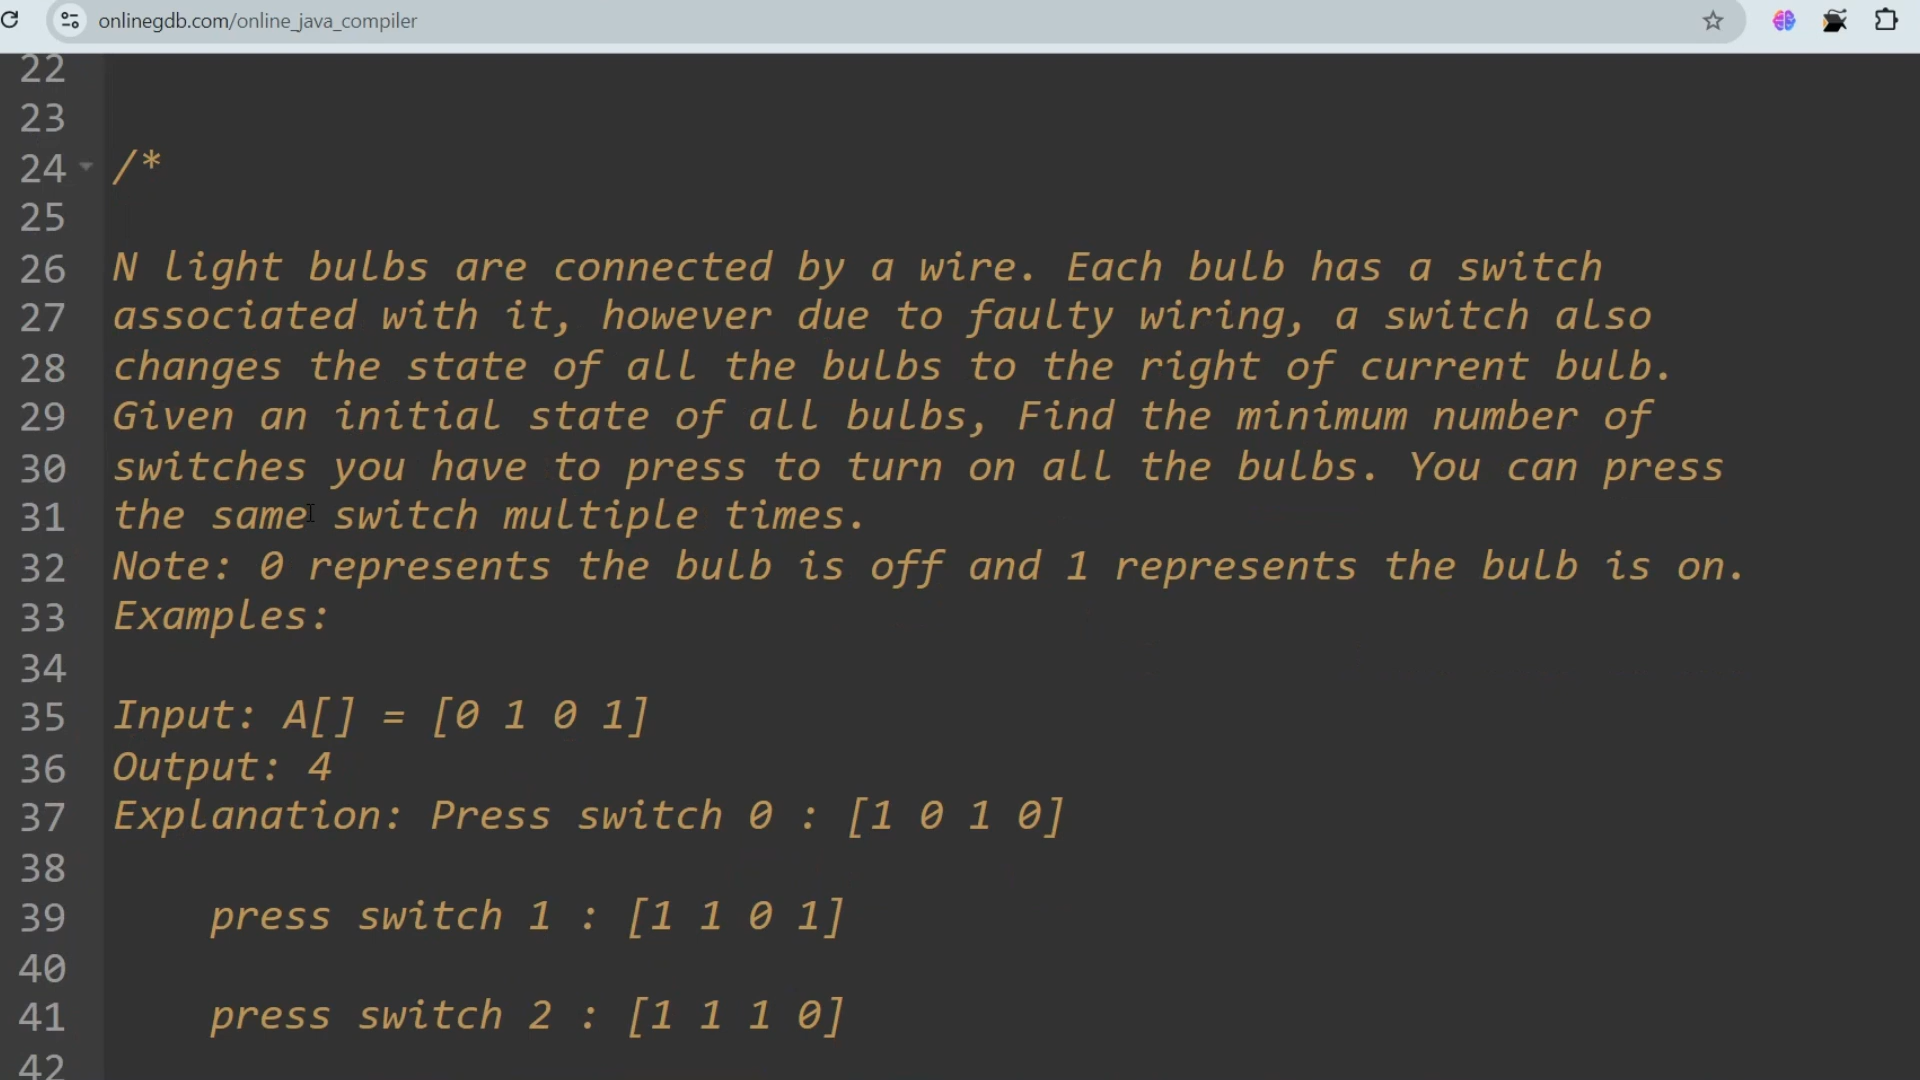 onlinegdb.com/online_java_compiler
22
23
24 /*
25
26 N light bulbs are connected by a wire. Each bulb has a switch
27 associated with it, however due to faulty wiring, a switch also
28 changes the state of all the bulbs to the right of current bulb.
29 Given an initial state of all bulbs, Find the minimum number of
30 switches you have to press to turn on all the bulbs. You can press
31 the same switch multiple times.
32 Note: 0 represents the bulb is off and 1 represents the bulb is on.
33 Examples:
34
35 Input: A[] = [0 1 0 1]
36 Output: 4
37 Explanation: Press switch 0 : [1 0 1 0]
38
39 press switch 1 : [1 1 0 1]
40
41 press switch 2 : [1 1 1 0]
42